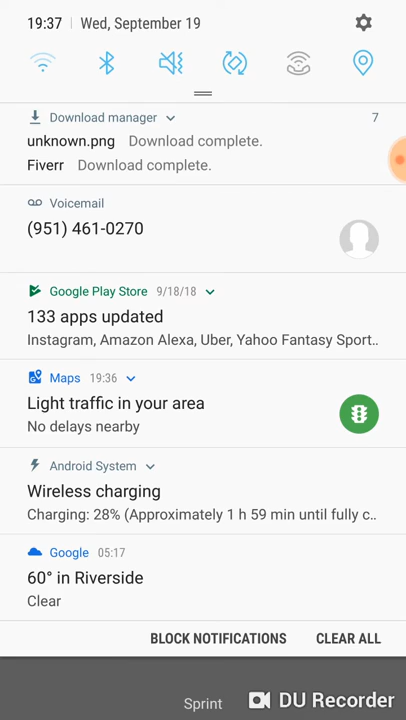 19:37 | Wed, September 19
Download manager 7
unknown.png Download complete.
Fiverr Download complete.
Voicemail
(951) 461-0270
Google Play Store 9/18/18
133 apps updated
Instagram, Amazon Alexa, Uber, Yahoo Fantasy Sport..
Maps 19:36
Light traffic in your area
No delays nearby
Android System
Wireless charging
Charging: 28% (Approximately 1 h 59 min until fully c..
Google 05:17
60° in Riverside
Clear
BLOCK NOTIFICATIONS CLEAR ALL
Sprint DU Recorder